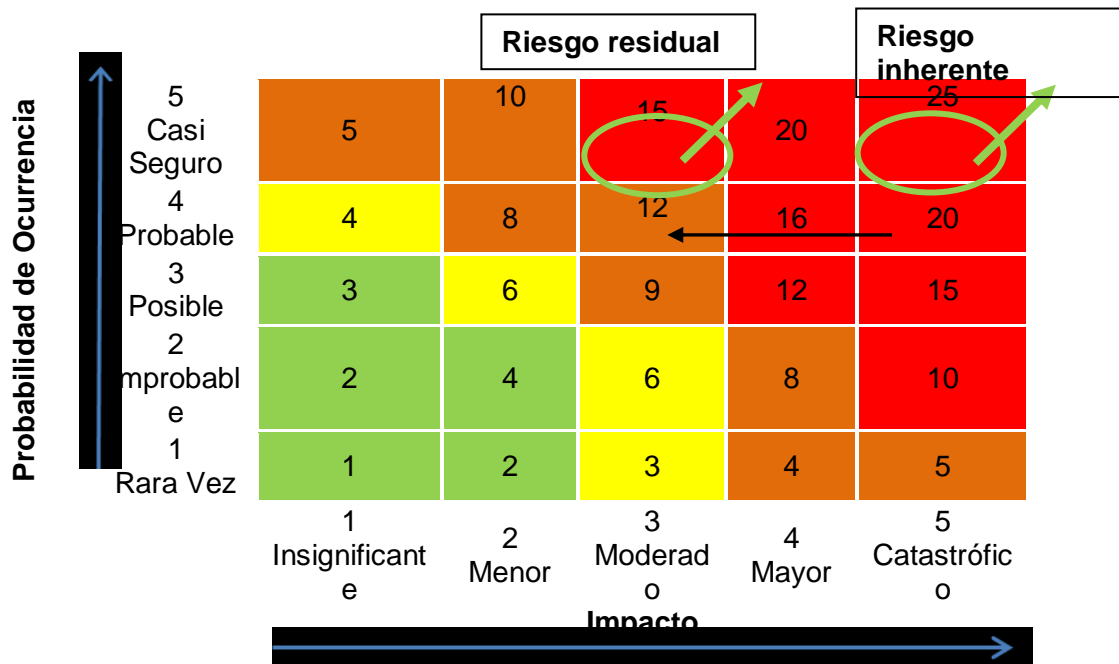 Riesgo residual
Riesgo
inherente
Probabilidad de Ocurrencia
5
Casi
Seguro
5
10
15
20
25
4
Probable
4
8
12
16
20
3
Posible
3
6
9
12
15
2
mprobabl
e
2
4
6
8
10
1
Rara Vez
1
2
3
4
5
1
Insignificant
e
2
Menor
3
Moderad
o
4
Mayor
5
Catastrófic
o
Impacto